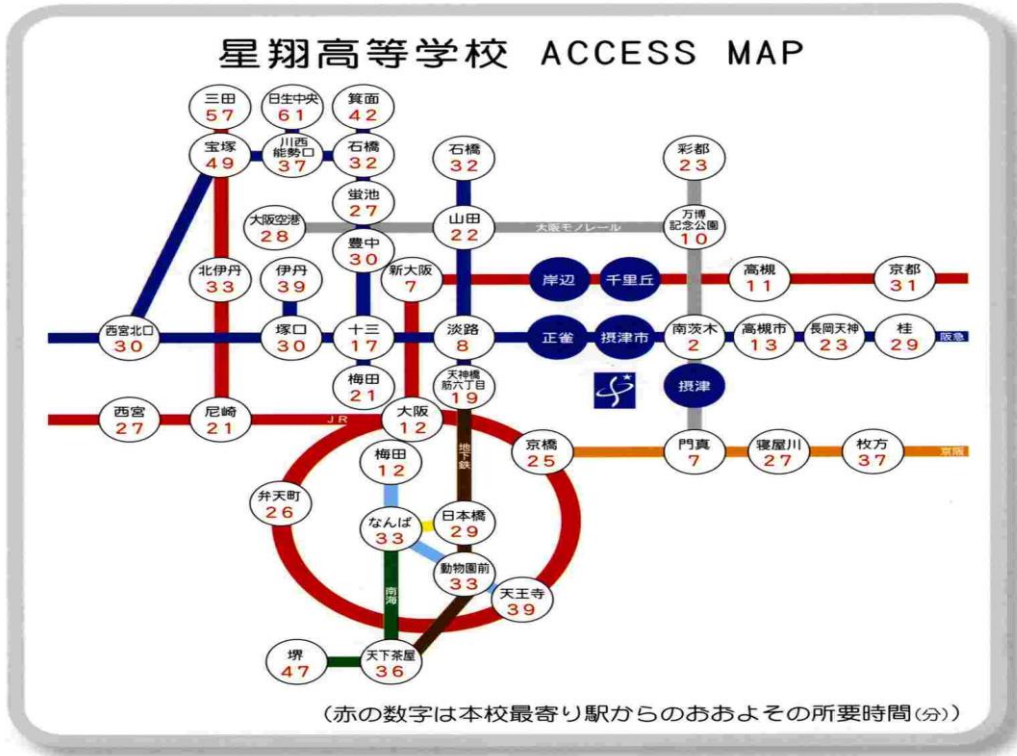 星翔高等学校 ACCESS MAP
三田
57
日生中央
61
箕面
42
宝塚
49
川西
能勢口
37
石橋
32
石橋
32
彩都
23
蛍池
27
大阪空港
28
山田
22
大阪モノレール
万博
記念公園
10
豊中
30
北伊丹
33
伊丹
39
新大阪
7
岸辺
千里丘
高槻
11
京都
31
西宮北口
30
塚口
30
十三
17
淡路
8
正雀
摂津市
南茨木
2
高槻市
13
長岡天神
23
桂
29
阪急
梅田
21
天神橋
筋六丁目
19
摂津
西宮
27
尼崎
21
JR
大阪
12
地下鉄
京橋
25
門真
7
寝屋川
27
枚方
37
京阪
梅田
12
弁天町
26
なんば
33
日本橋
29
動物園前
33
天王寺
39
南海
堺
47
天下茶屋
36
(赤の数字は本校最寄り駅からのおおよその所要時間(分))